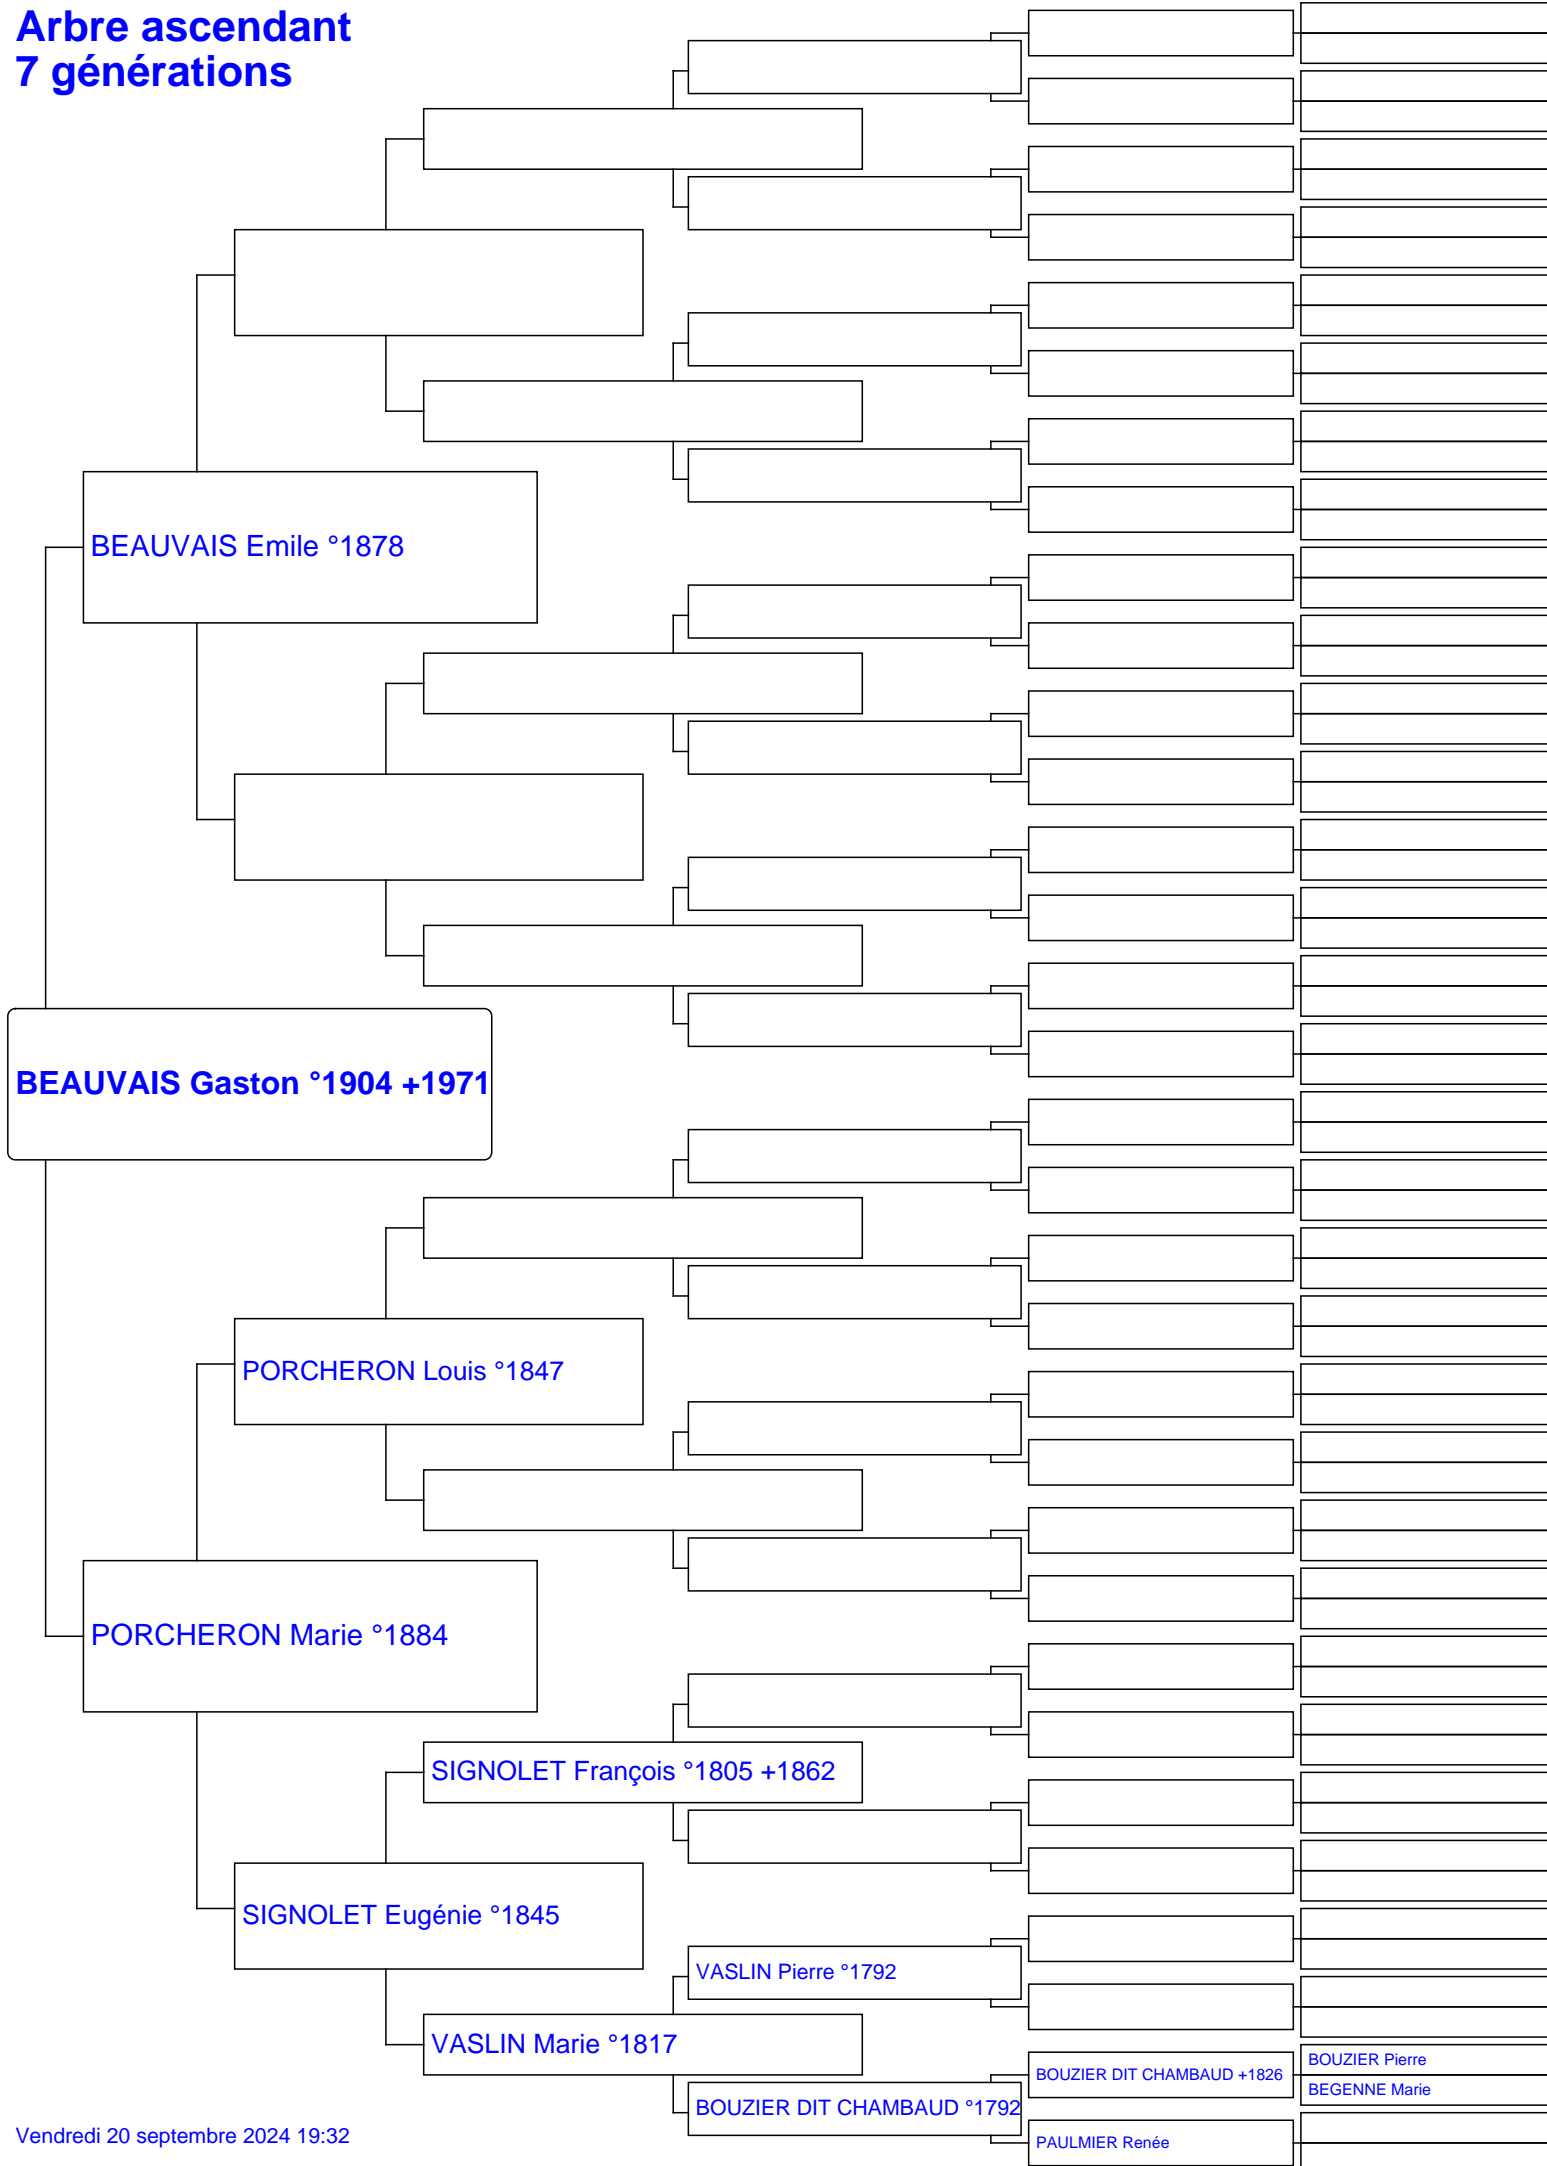 Arbre ascendant
7 générations
BEAUVAIS Emile °1878
BEAUVAIS Gaston °1904 +1971
PORCHERON Louis °1847
PORCHERON Marie °1884
SIGNOLET François °1805 +1862
SIGNOLET Eugénie °1845
VASLIN Pierre °1792
VASLIN Marie °1817
BOUZIER Pierre
BOUZIER DIT CHAMBAUD +1826
BEGENNE Marie
BOUZIER DIT CHAMBAUD °1792
PAULMIER Renée
Vendredi 20 septembre 2024 19:32